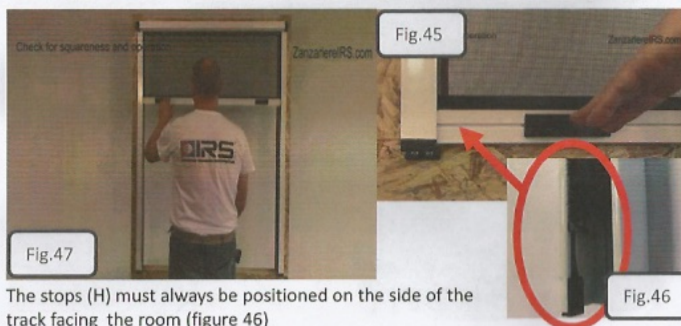 Check for squareness and
ZanzariereIRS.com
IRS
Fig.47
Fig.45
ZanzariereIRS.com
Fig.46
The stops (H) must always be positioned on the side of the
track facing the room (figure 46)